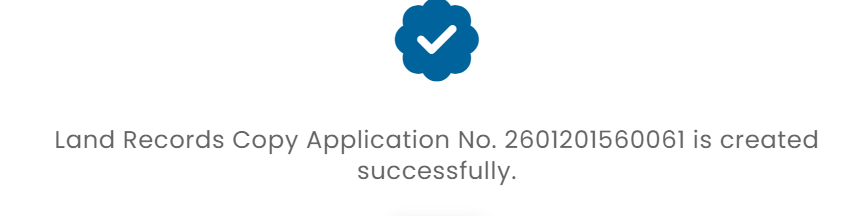 Land Records Copy Application No. 2601201560061 is created
successfully.